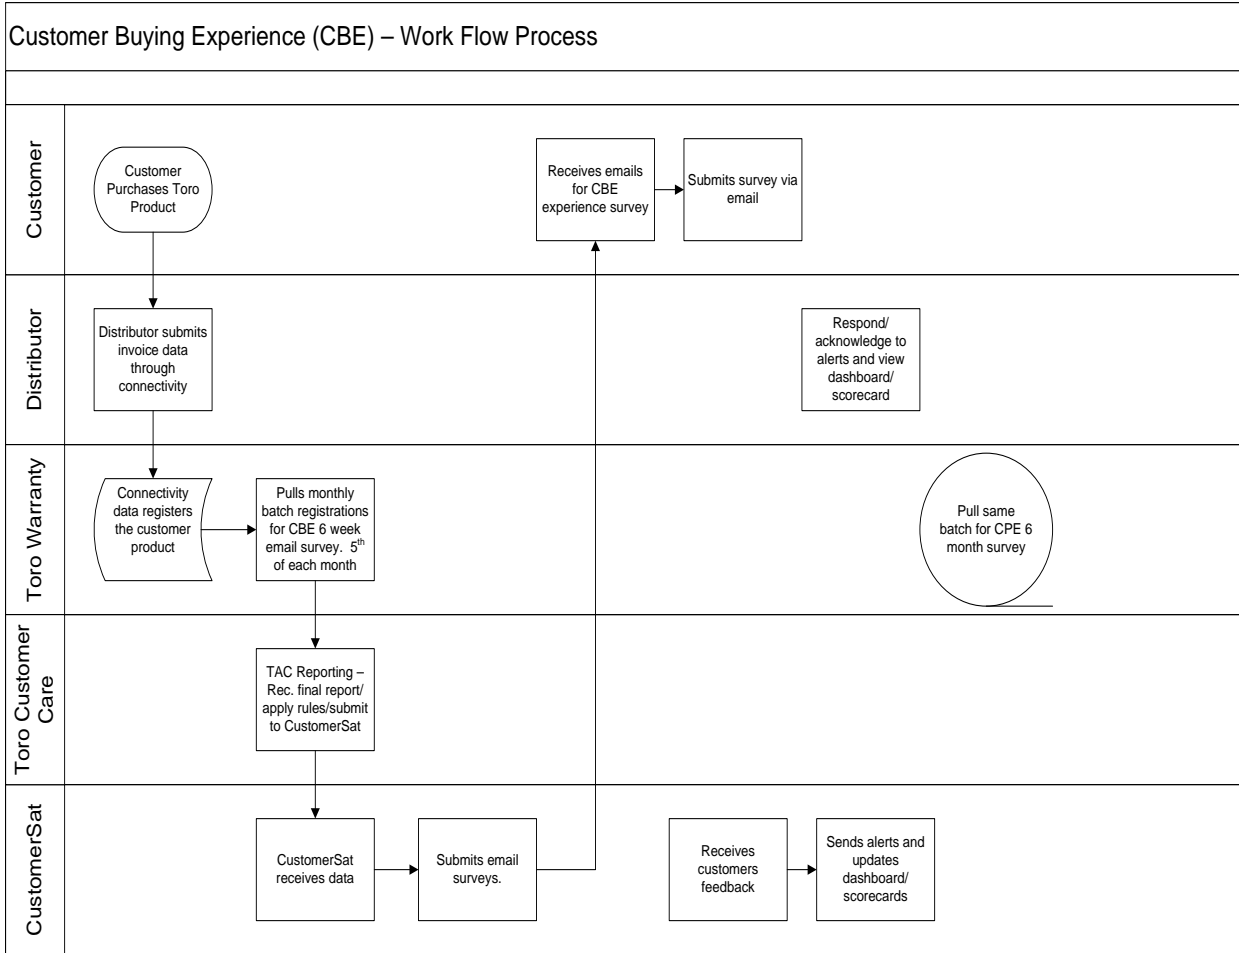 Customer Buying Experience (CBE) – Work Flow Process
Customer
Customer
Purchases Toro
Product
Receives emails
for CBE
experience survey
Submits survey via
email
Distributor
Distributor submits
invoice data
through
connectivity
Respond/
acknowledge to
alerts and view
dashboard/
scorecard
Toro Warranty
Connectivity
data registers
the customer
product
Pulls monthly
batch registrations
for CBE 6 week
email survey. 5th
of each month
Pull same
batch for CPE 6
month survey
Toro Customer
Care
TAC Reporting –
Rec. final report/
apply rules/submit
to CustomerSat
CustomerSat
CustomerSat
receives data
Submits email
surveys.
Receives
customers
feedback
Sends alerts and
updates
dashboard/
scorecards